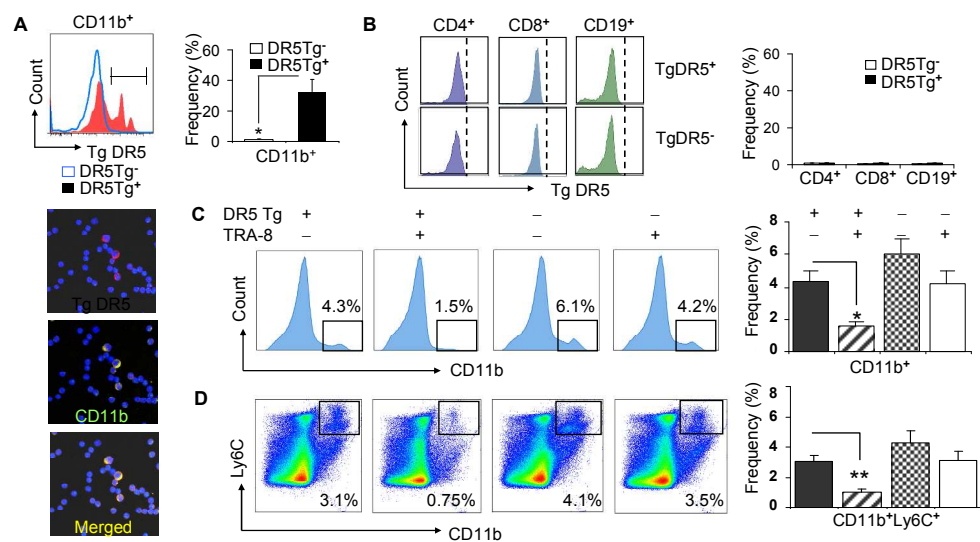 A
CD11b+
Count
Tg DR5
DR5Tg-
DR5Tg+
Frequency (%)
60
40
20
0
DR5Tg-
DR5Tg+
*
CD11b+
Tg DR5
CD11b
Merged
B
CD4+ CD8+ CD19+
TgDR5+
TgDR5-
Count
Tg DR5
Frequency (%)
60
40
20
0
DR5Tg-
DR5Tg+
CD4+ CD8+ CD19+
C
DR5 Tg + + – –
TRA-8 – + – +
Count
4.3% 1.5% 6.1% 4.2%
CD11b
Frequency (%)
8
6
4
2
0
+ + – –
– + – +
*
CD11b+
D
Ly6C
3.1% 0.75% 4.1% 3.5%
CD11b
Frequency (%)
6
4
2
0
**
CD11b+Ly6C+